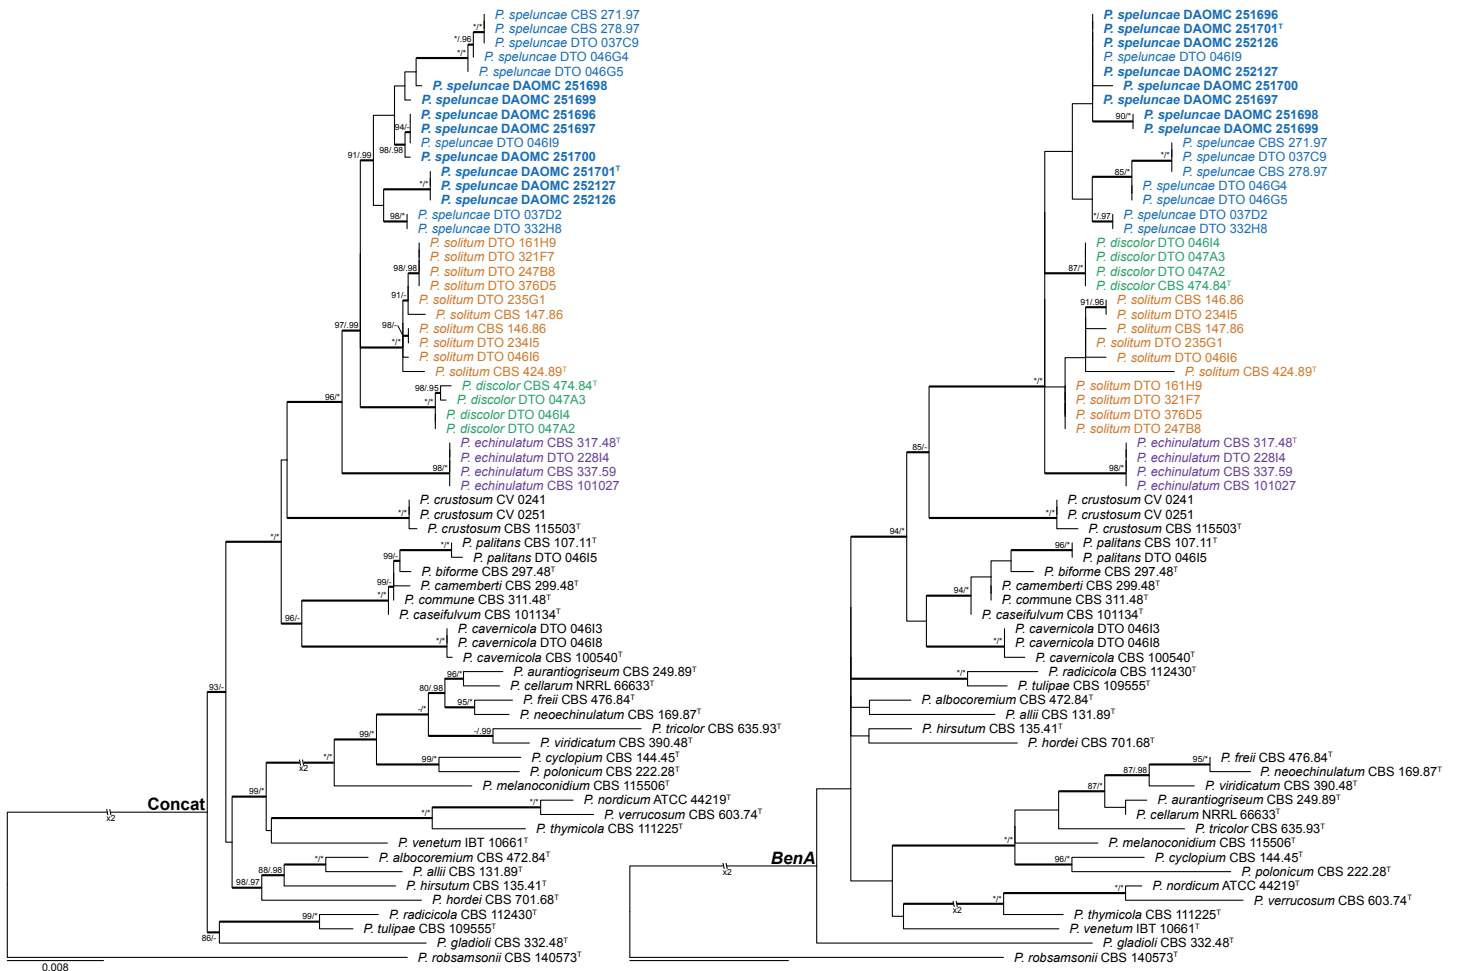 P. speluncae CBS 271.97
P. speluncae CBS 278.97
P. speluncae DTO 037C9
P. speluncae DTO 046G4
P. speluncae DTO 046G5
P. speluncae DAOMC 251698
P. speluncae DAOMC 251699
P. speluncae DAOMC 251696
P. speluncae DAOMC 251697
P. speluncae DTO 046I9
P. speluncae DAOMC 251700
P. speluncae DAOMC 251701T
P. speluncae DAOMC 252127
P. speluncae DAOMC 252126
P. speluncae DTO 037D2
P. speluncae DTO 332H8
P. solitum DTO 161H9
P. solitum DTO 321F7
P. solitum DTO 247B8
P. solitum DTO 376D5
P. solitum DTO 235G1
P. solitum CBS 147.86
P. solitum CBS 146.86
P. solitum DTO 234I5
P. solitum DTO 046I6
P. solitum CBS 424.89T
P. discolor CBS 474.84T
P. discolor DTO 047A3
P. discolor DTO 046I4
P. discolor DTO 047A2
P. echinulatum CBS 317.48T
P. echinulatum DTO 228I4
P. echinulatum CBS 337.59
P. echinulatum CBS 101027
P. crustosum CV 0241
P. crustosum CV 0251
P. crustosum CBS 115503T
P. palitans CBS 107.11T
P. palitans DTO 046I5
P. biforme CBS 297.48T
P. camemberti CBS 299.48T
P. commune CBS 311.48T
P. caseifulvum CBS 101134T
P. cavernicola DTO 046I3
P. cavernicola DTO 046I8
P. cavernicola CBS 100540T
P. aurantiogriseum CBS 249.89T
P. cellarum NRRL 66633T
P. freii CBS 476.84T
P. neoechinulatum CBS 169.87T
P. tricolor CBS 635.93T
P. viridicatum CBS 390.48T
P. cyclopium CBS 144.45T
P. polonicum CBS 222.28T
P. melanoconidium CBS 115506T
P. nordicum ATCC 44219T
P. verrucosum CBS 603.74T
P. thymicola CBS 111225T
P. venetum IBT 10661T
P. albocoremium CBS 472.84T
P. allii CBS 131.89T
P. hirsutum CBS 135.41T
P. hordei CBS 701.68T
P. radicicola CBS 112430T
P. tulipae CBS 109555T
P. gladioli CBS 332.48T
P. robsamsonii CBS 140573T
*/*
*/.96
*/*
94/-
98/.98
91/.99
*/*
98/*
98/.98
91/-
98/-
*/*
97/.99
98/.95
*/*
96/*
98/*
*/*
*/*
*/*
99/-
99/-
*/*
96/-
*/*
93/-
96/*
80/.98
95/*
-/*
-/.99
99/*
99/*
*/*
x2
99/*
*/*
*/*
*/*
88/.98
98/.97
99/*
86/-
Concat
x2
0.008
P. speluncae DAOMC 251696
P. speluncae DAOMC 251701T
P. speluncae DAOMC 252126
P. speluncae DTO 046I9
P. speluncae DAOMC 252127
P. speluncae DAOMC 251700
P. speluncae DAOMC 251697
P. speluncae DAOMC 251698
P. speluncae DAOMC 251699
P. speluncae CBS 271.97
P. speluncae DTO 037C9
P. speluncae CBS 278.97
P. speluncae DTO 046G4
P. speluncae DTO 046G5
P. speluncae DTO 037D2
P. speluncae DTO 332H8
P. discolor DTO 046I4
P. discolor DTO 047A3
P. discolor DTO 047A2
P. discolor CBS 474.84T
P. solitum CBS 146.86
P. solitum DTO 234I5
P. solitum CBS 147.86
P. solitum DTO 235G1
P. solitum DTO 046I6
P. solitum CBS 424.89T
P. solitum DTO 161H9
P. solitum DTO 321F7
P. solitum DTO 376D5
P. solitum DTO 247B8
P. echinulatum CBS 317.48T
P. echinulatum DTO 228I4
P. echinulatum CBS 337.59
P. echinulatum CBS 101027
P. crustosum CV 0241
P. crustosum CV 0251
P. crustosum CBS 115503T
P. palitans CBS 107.11T
P. palitans DTO 046I5
P. biforme CBS 297.48T
P. camemberti CBS 299.48T
P. commune CBS 311.48T
P. caseifulvum CBS 101134T
P. cavernicola DTO 046I3
P. cavernicola DTO 046I8
P. cavernicola CBS 100540T
P. radicicola CBS 112430T
P. tulipae CBS 109555T
P. albocoremium CBS 472.84T
P. allii CBS 131.89T
P. hirsutum CBS 135.41T
P. hordei CBS 701.68T
P. freii CBS 476.84T
P. neoechinulatum CBS 169.87T
P. viridicatum CBS 390.48T
P. aurantiogriseum CBS 249.89T
P. cellarum NRRL 66633T
P. tricolor CBS 635.93T
P. melanoconidium CBS 115506T
P. cyclopium CBS 144.45T
P. polonicum CBS 222.28T
P. nordicum ATCC 44219T
P. verrucosum CBS 603.74T
P. thymicola CBS 111225T
P. venetum IBT 10661T
P. gladioli CBS 332.48T
P. robsamsonii CBS 140573T
90/*
*/*
85/*
*/.97
87/*
91/.96
*/*
85/-
98/*
*/*
94/*
96/*
94/*
*/*
*/*
95/*
87/.98
87/*
*/*
96/*
*/*
x2
*/*
BenA
x2